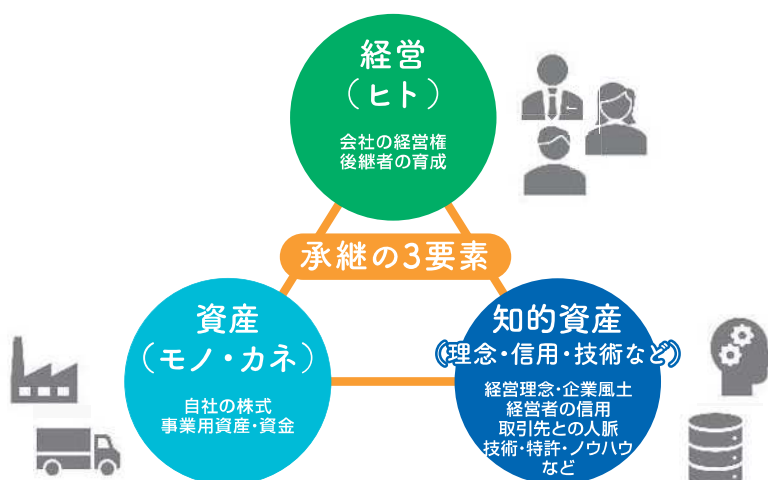 経営
（ヒト）
会社の経営権
後継者の育成
承継の3要素
資産
（モノ・カネ）
自社の株式
事業用資産・資金
知的資産
（理念・信用・技術など）
経営理念・企業風土
経営者の信用
取引先との人脈
技術・特許・ノウハウ
など